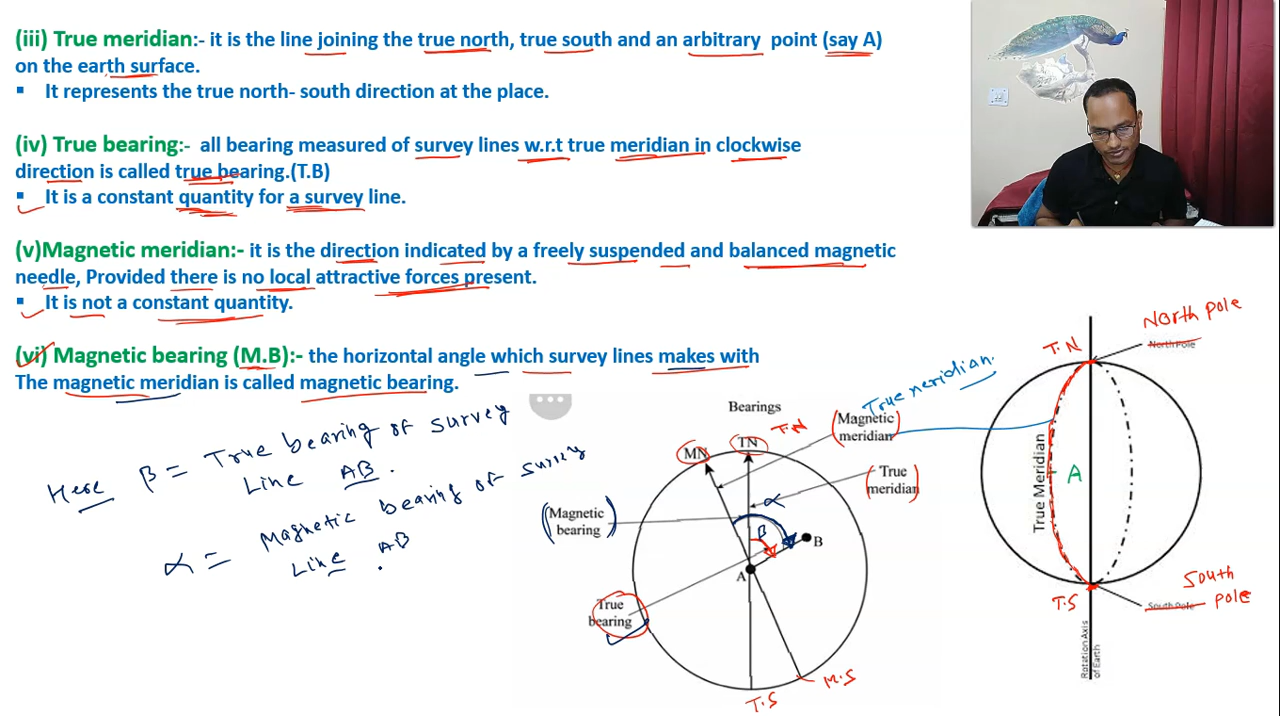 (iii) True meridian:- it is the line joining the true north, true south and an arbitrary point (say A)
on the earth surface.
▪ It represents the true north- south direction at the place.
(iv) True bearing:- all bearing measured of survey lines w.r.t true meridian in clockwise
direction is called true bearing.(T.B)
▪ It is a constant quantity for a survey line.
(v)Magnetic meridian:- it is the direction indicated by a freely suspended and balanced magnetic
needle, Provided there is no local attractive forces present.
▪ It is not a constant quantity.
(vi) Magnetic bearing (M.B):- the horizontal angle which survey lines makes with
The magnetic meridian is called magnetic bearing.
Here β = True bearing of survey
Line AB.
α = Magnetic bearing of survey
Line AB
Bearings
MN
TN
T.N
(Magnetic
meridian)
(True
meridian)
(Magnetic
bearing)
α
β
B
A
True
bearing
T.S
M.S
True meridian.
North pole
North Pole
T.N
True Meridian
A
T.S
South
pole
South Pole
Rotation Axis
of Earth